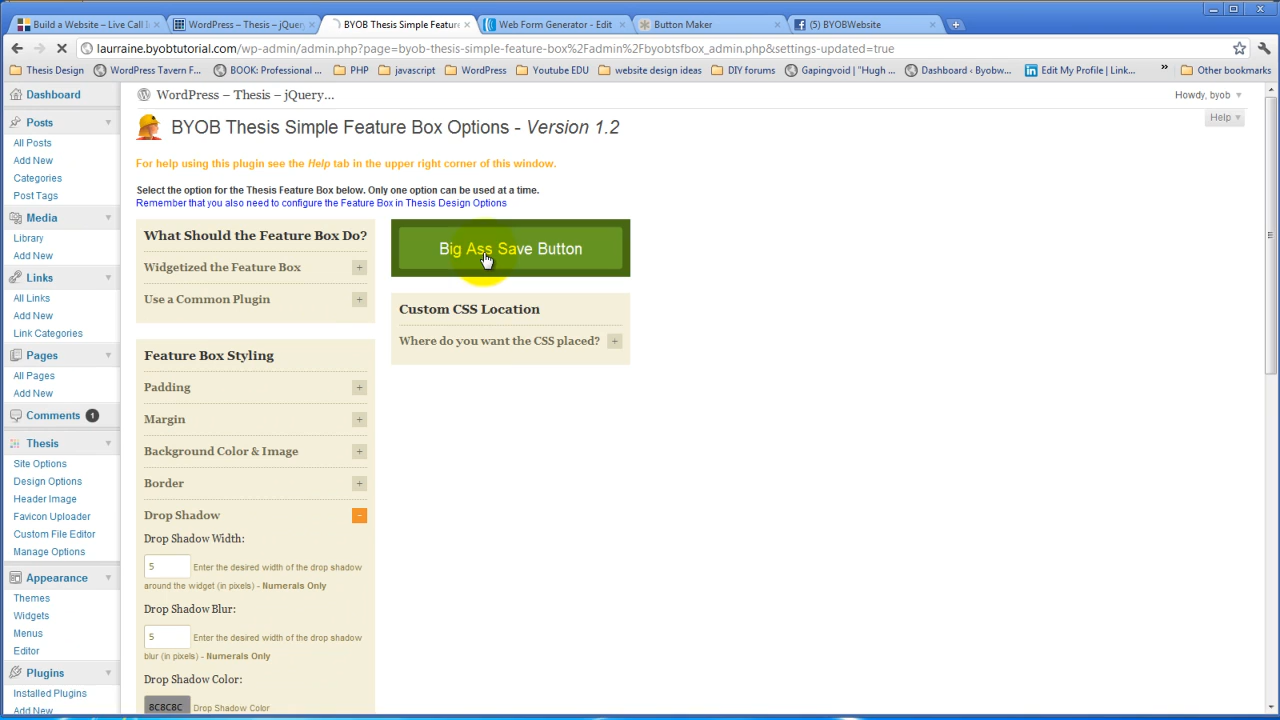 Build a Website – Live Call I
WordPress – Thesis – jQuery
BYOB Thesis Simple Feature
Web Form Generator - Edit
Button Maker
(5) BYOBWebsite
laurraine.byobtutorial.com/wp-admin/admin.php?page=byob-thesis-simple-feature-box%2Fadmin%2Fbyobtsfbox_admin.php&settings-updated=true
Thesis Design
WordPress Tavern F...
BOOK: Professional ...
PHP
javascript
WordPress
Youtube EDU
website design ideas
DIY forums
Gapingvoid | "Hugh ...
Dashboard ‹ Byobw...
Edit My Profile | Link...
»
Other bookmarks
WordPress – Thesis – jQuery...
Howdy, byob
Help
BYOB Thesis Simple Feature Box Options - Version 1.2
For help using this plugin see the Help tab in the upper right corner of this window.
Select the option for the Thesis Feature Box below. Only one option can be used at a time.
Remember that you also need to configure the Feature Box in Thesis Design Options
Dashboard
Posts
All Posts
Add New
Categories
Post Tags
Media
Library
Add New
Links
All Links
Add New
Link Categories
Pages
All Pages
Add New
Comments 1
Thesis
Site Options
Design Options
Header Image
Favicon Uploader
Custom File Editor
Manage Options
Appearance
Themes
Widgets
Menus
Editor
Plugins
Installed Plugins
Add New
What Should the Feature Box Do?
Widgetized the Feature Box +
Use a Common Plugin +
Feature Box Styling
Padding +
Margin +
Background Color & Image +
Border +
Drop Shadow -
Drop Shadow Width:
5 Enter the desired width of the drop shadow
around the widget (in pixels) - Numerals Only
Drop Shadow Blur:
5 Enter the desired width of the drop shadow
blur (in pixels) - Numerals Only
Drop Shadow Color:
8C8C8C Drop Shadow Color
Big Ass Save Button
Custom CSS Location
Where do you want the CSS placed? +